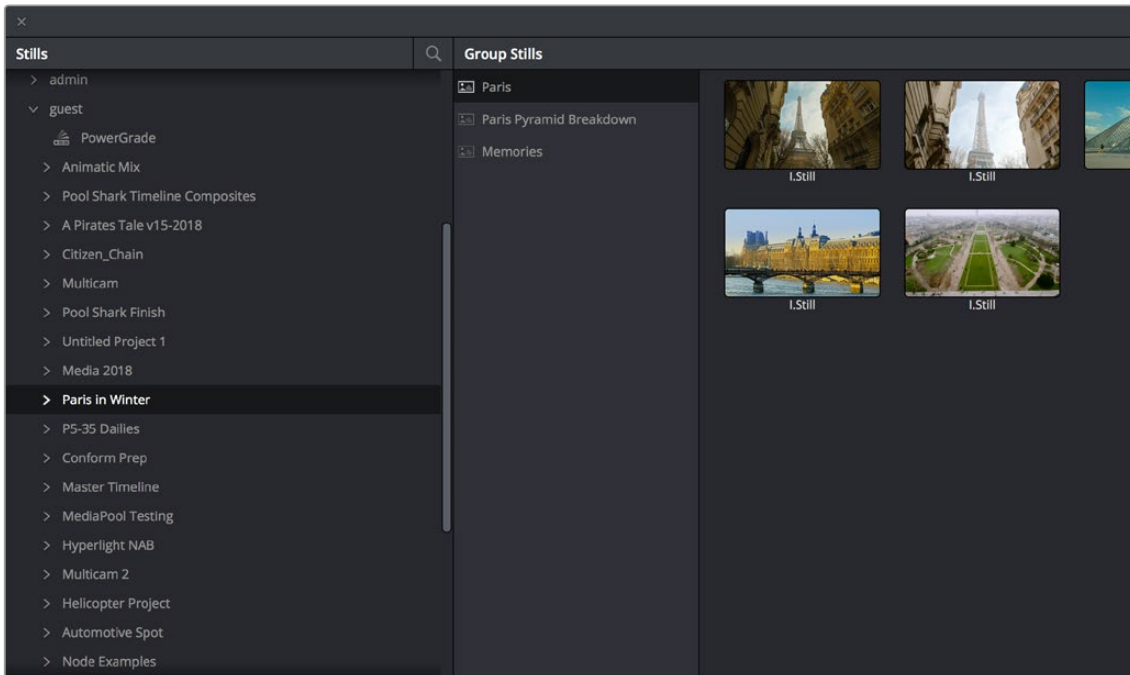 Stills
admin
guest
PowerGrade
Animatic Mix
Pool Shark Timeline Composites
A Pirates Tale v15-2018
Citizen_Chain
Multicam
Pool Shark Finish
Untitled Project 1
Media 2018
Paris in Winter
P5-35 Dailies
Conform Prep
Master Timeline
MediaPool Testing
Hyperlight NAB
Multicam 2
Helicopter Project
Automotive Spot
Node Examples
Group Stills
Paris
Paris Pyramid Breakdown
Memories
I.Still
I.Still
I.Still
I.Still